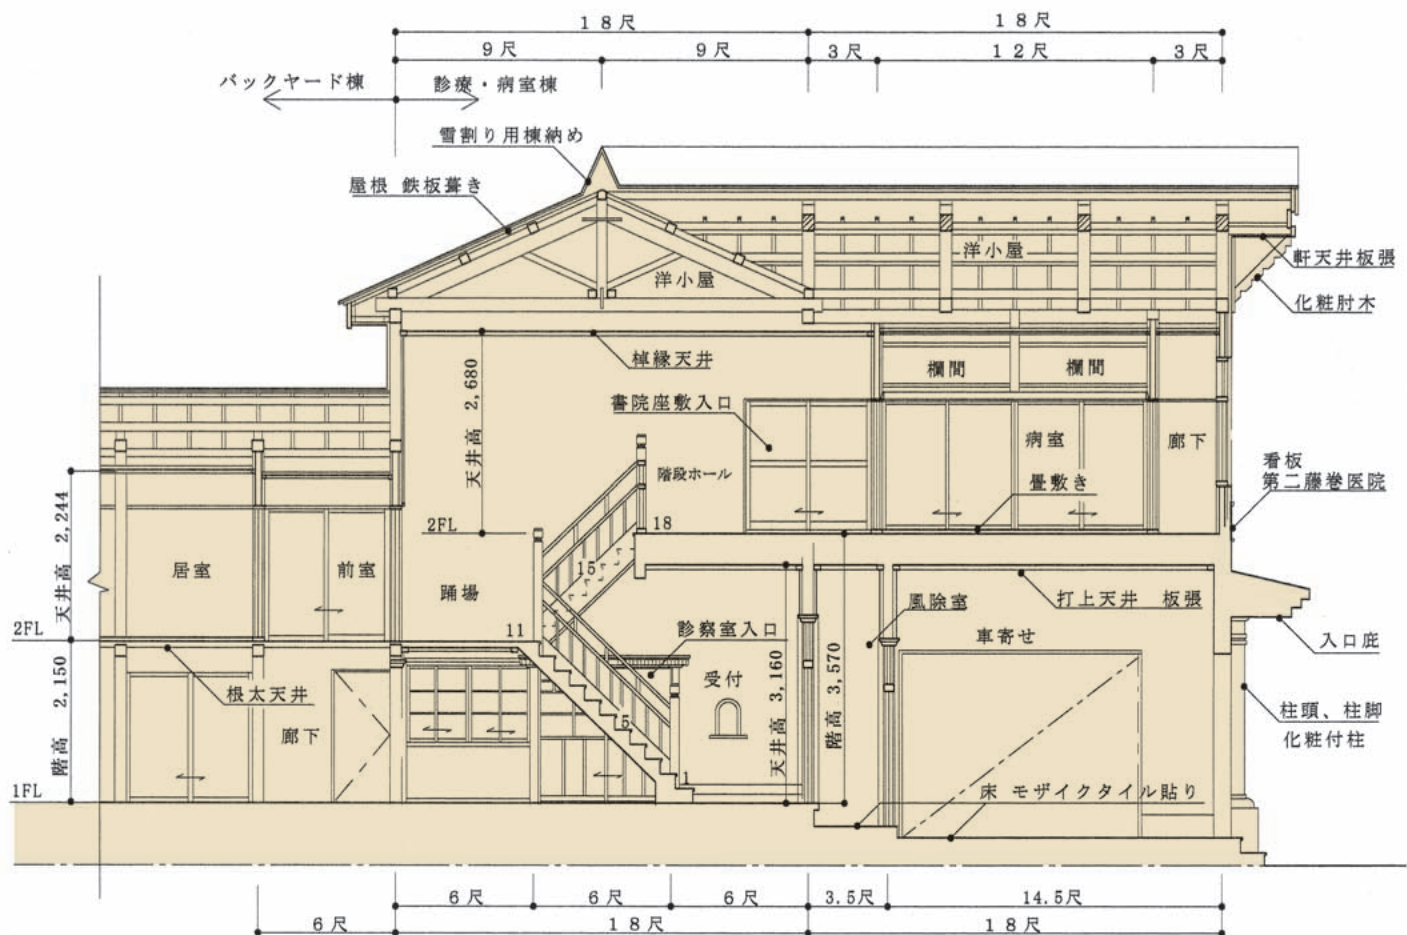 18尺
18尺
9尺
9尺
3尺
12尺
3尺
バックヤード棟
診療・病室棟
雪割り用棟納め
屋根 鉄板葺き
洋小屋
洋小屋
軒天井板張
化粧肘木
棹縁天井
欄間
欄間
天井高 2,680
書院座敷入口
病室
廊下
階段ホール
畳敷き
看板
第二藤巻医院
2FL
18
天井高 2,244
居室
前室
踊場
15
打上天井 板張
風除室
車寄せ
2FL
11
診察室入口
入口庇
根太天井
受付
天井高 3,160
階高 3,570
階高 2,150
廊下
5
柱頭、柱脚
化粧付柱
1
1FL
床 モザイクタイル貼り
6尺
6尺
6尺
3.5尺
14.5尺
6尺
18尺
18尺